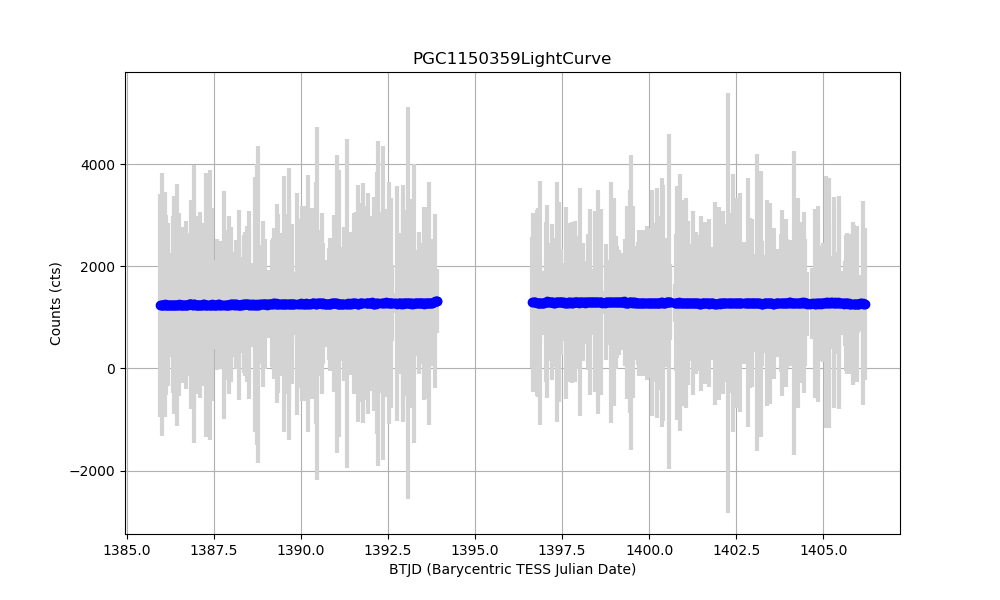 PGC1150359LightCurve
Counts (cts)
4000
2000
0
−2000
1385.0 1387.5 1390.0 1392.5 1395.0 1397.5 1400.0 1402.5 1405.0
BTJD (Barycentric TESS Julian Date)